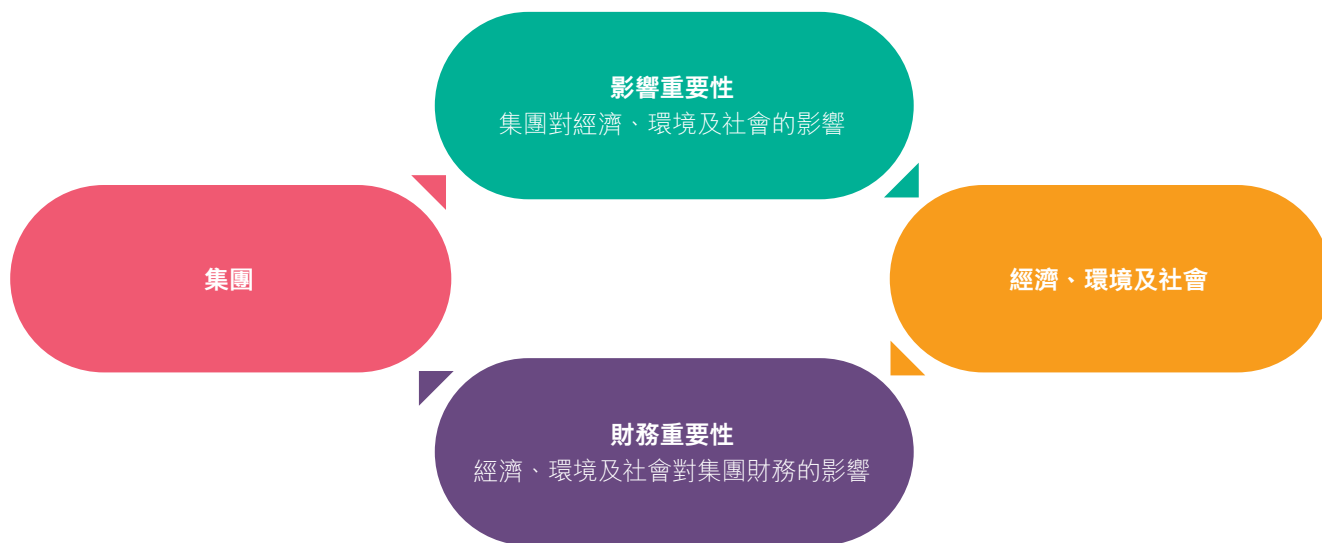 影響重要性
集團對經濟、環境及社會的影響
集團
經濟、環境及社會
財務重要性
經濟、環境及社會對集團財務的影響